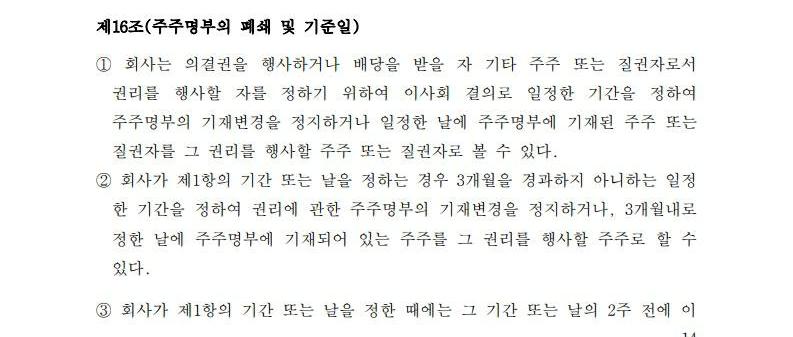 제16조(주주명부의 폐쇄 및 기준일)
① 회사는 의결권을 행사하거나 배당을 받을 자 기타 주주 또는 질권자로서
권리를 행사할 자를 정하기 위하여 이사회 결의로 일정한 기간을 정하여
주주명부의 기재변경을 정지하거나 일정한 날에 주주명부에 기재된 주주 또는
질권자를 그 권리를 행사할 주주 또는 질권자로 볼 수 있다.
② 회사가 제1항의 기간 또는 날을 정하는 경우 3개월을 경과하지 아니하는 일정
한 기간을 정하여 권리에 관한 주주명부의 기재변경을 정지하거나, 3개월내로
정한 날에 주주명부에 기재되어 있는 주주를 그 권리를 행사할 주주로 할 수
있다.
③ 회사가 제1항의 기간 또는 날을 정한 때에는 그 기간 또는 날의 2주 전에 이